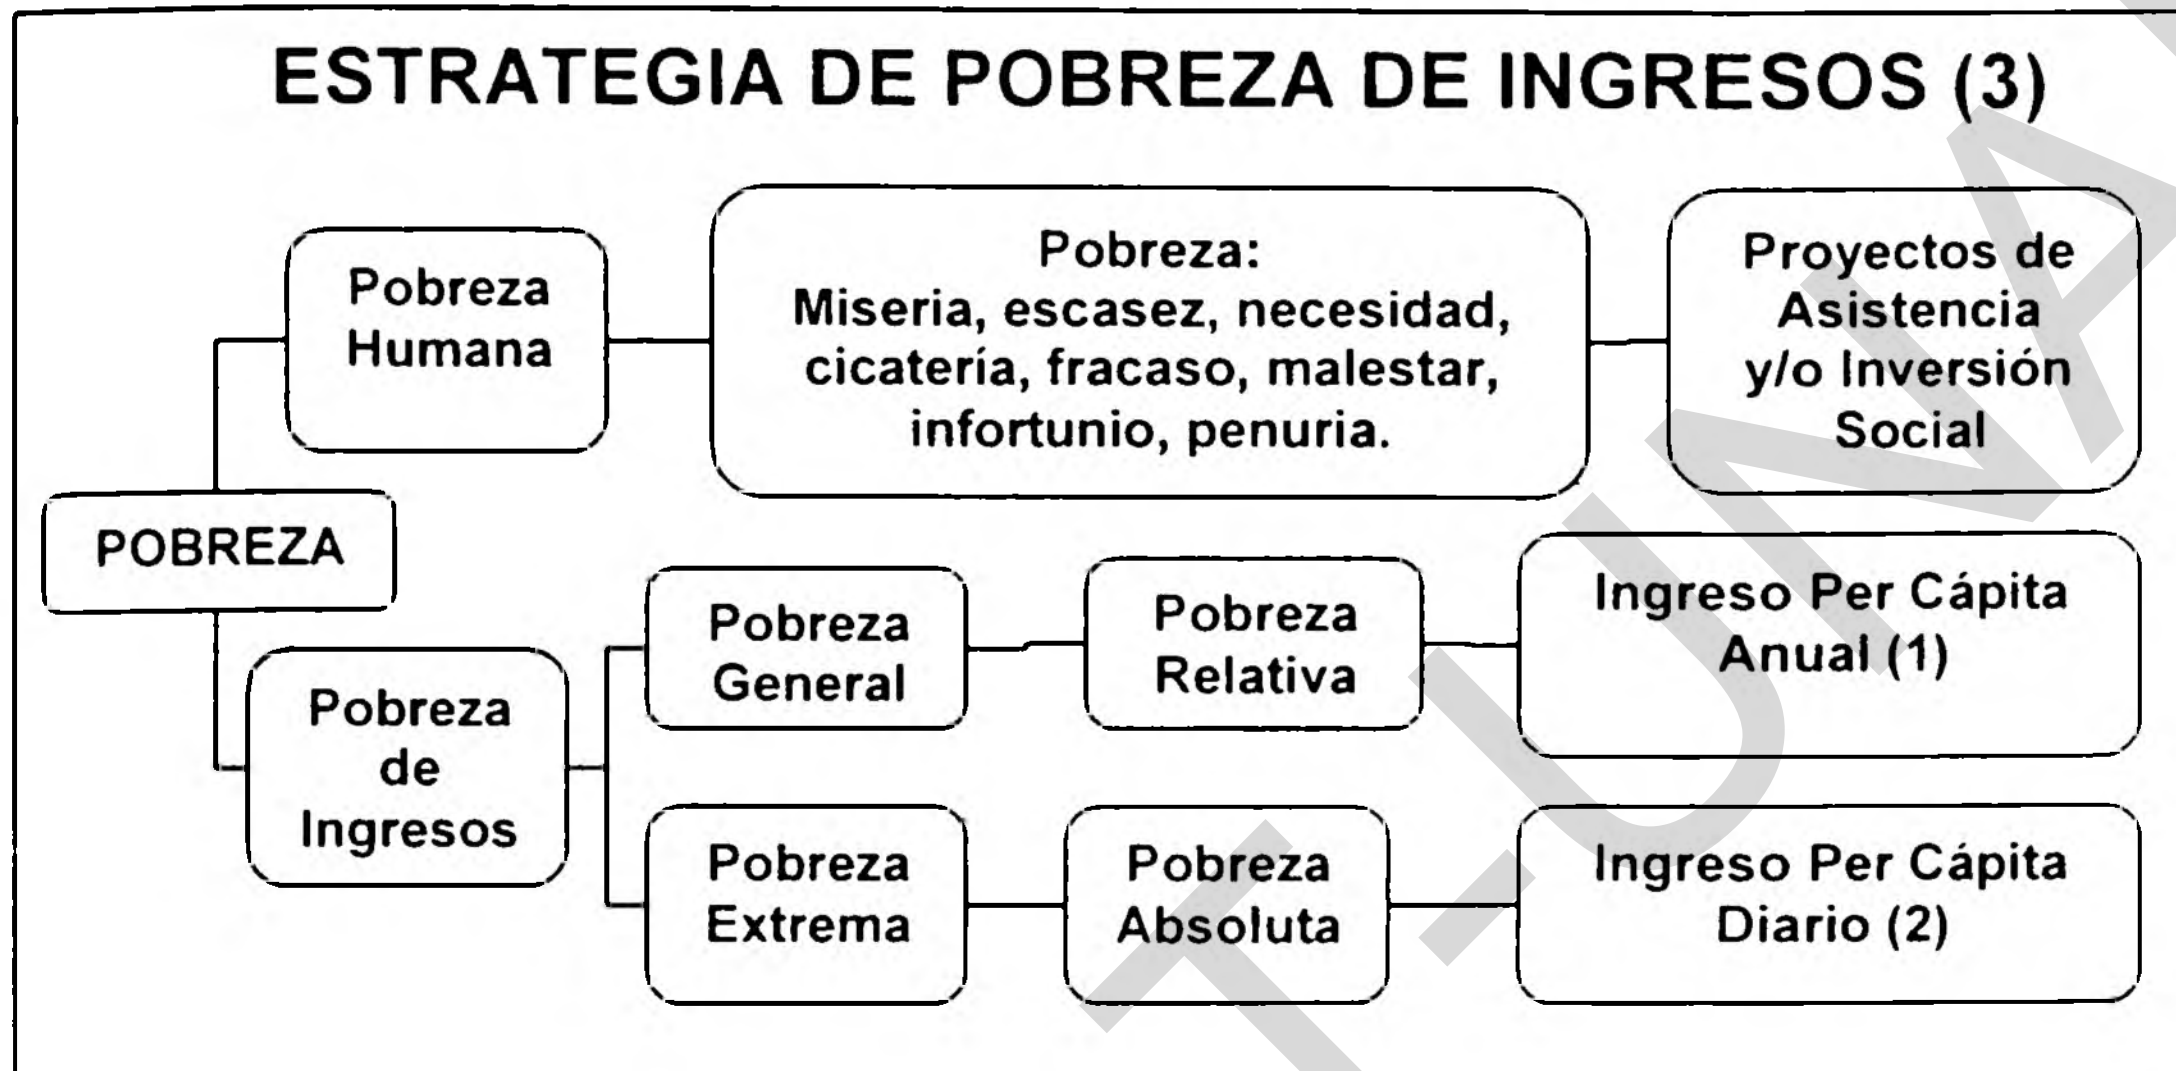 ESTRATEGIA DE POBREZA DE INGRESOS (3)
Pobreza
Humana
Pobreza:
Miseria, escasez, necesidad,
cicatería, fracaso, malestar,
infortunio, penuria.
Proyectos de
Asistencia
y/o Inversión
Social
POBREZA
Pobreza
de
Ingresos
Pobreza
General
Pobreza
Relativa
Ingreso Per Cápita
Anual (1)
Pobreza
Extrema
Pobreza
Absoluta
Ingreso Per Cápita
Diario (2)
T-UNA